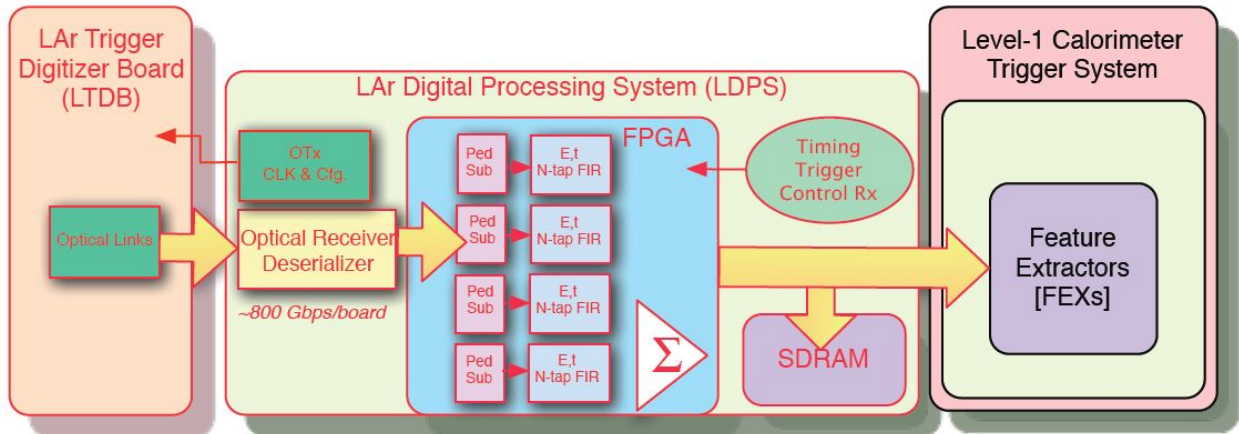 LAr Trigger
Digitizer Board
(LTDB)
Optical Links
LAr Digital Processing System (LDPS)
OTx
CLK & Cfg.
Optical Receiver
Deserializer
~800 Gbps/board
FPGA
Ped
Sub
E,t
N-tap FIR
Ped
Sub
E,t
N-tap FIR
Ped
Sub
E,t
N-tap FIR
Ped
Sub
E,t
N-tap FIR
Σ
Timing
Trigger
Control Rx
SDRAM
Level-1 Calorimeter
Trigger System
Feature
Extractors
[FEXs]